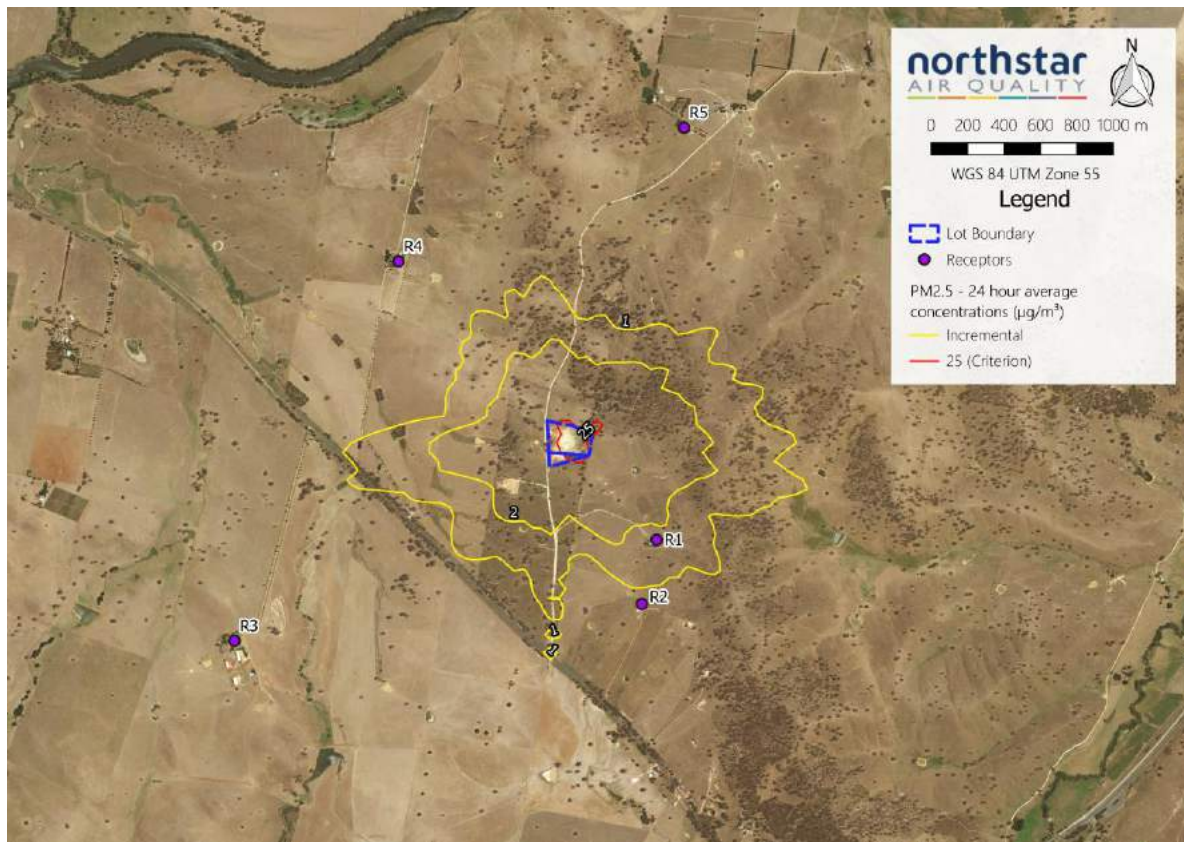 northstar
AIR QUALITY
N
0 200 400 600 800 1000 m
WGS 84 UTM Zone 55
Legend
Lot Boundary
Receptors
PM2.5 - 24 hour average
concentrations (µg/m³)
Incremental
25 (Criterion)
R5
R4
1
25
2
R1
R2
1
R3
1